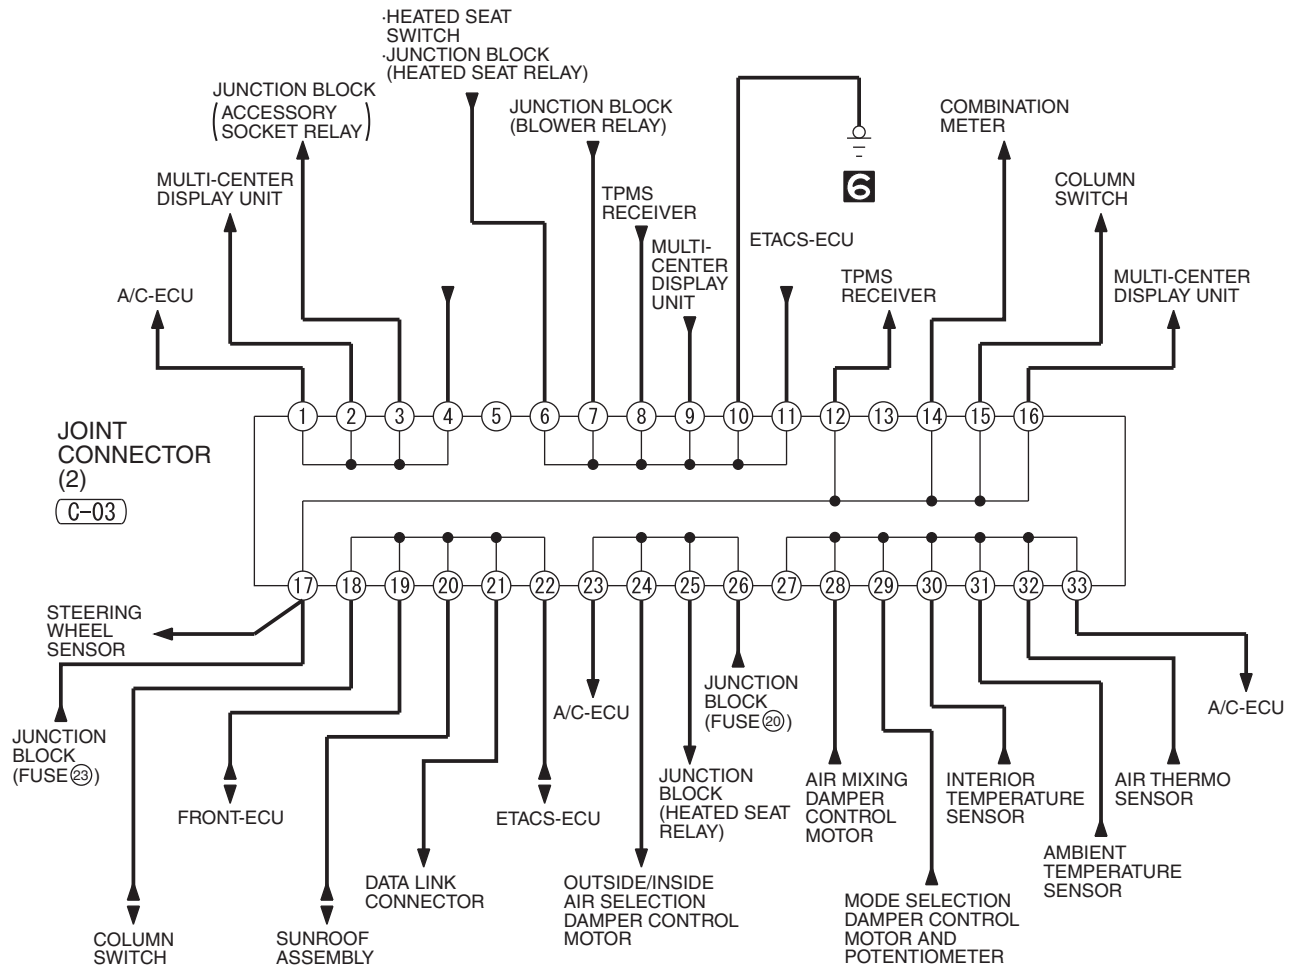 ·HEATED SEAT
SWITCH
·JUNCTION BLOCK
(HEATED SEAT RELAY)
JUNCTION BLOCK
(ACCESSORY
SOCKET RELAY)
JUNCTION BLOCK
(BLOWER RELAY)
COMBINATION
METER
MULTI-CENTER
DISPLAY UNIT
TPMS
RECEIVER
6
COLUMN
SWITCH
MULTI-
CENTER
DISPLAY
UNIT
ETACS-ECU
A/C-ECU
TPMS
RECEIVER
MULTI-CENTER
DISPLAY UNIT
1 2 3 4 5 6 7 8 9 10 11 12 13 14 15 16
JOINT
CONNECTOR
(2)
C-03
17 18 19 20 21 22 23 24 25 26 27 28 29 30 31 32 33
STEERING
WHEEL
SENSOR
JUNCTION
BLOCK
(FUSE 23)
FRONT-ECU
COLUMN
SWITCH
SUNROOF
ASSEMBLY
DATA LINK
CONNECTOR
ETACS-ECU
A/C-ECU
OUTSIDE/INSIDE
AIR SELECTION
DAMPER CONTROL
MOTOR
JUNCTION
BLOCK
(HEATED SEAT
RELAY)
JUNCTION
BLOCK
(FUSE 20)
AIR MIXING
DAMPER
CONTROL
MOTOR
MODE SELECTION
DAMPER CONTROL
MOTOR AND
POTENTIOMETER
INTERIOR
TEMPERATURE
SENSOR
AMBIENT
TEMPERATURE
SENSOR
AIR THERMO
SENSOR
A/C-ECU